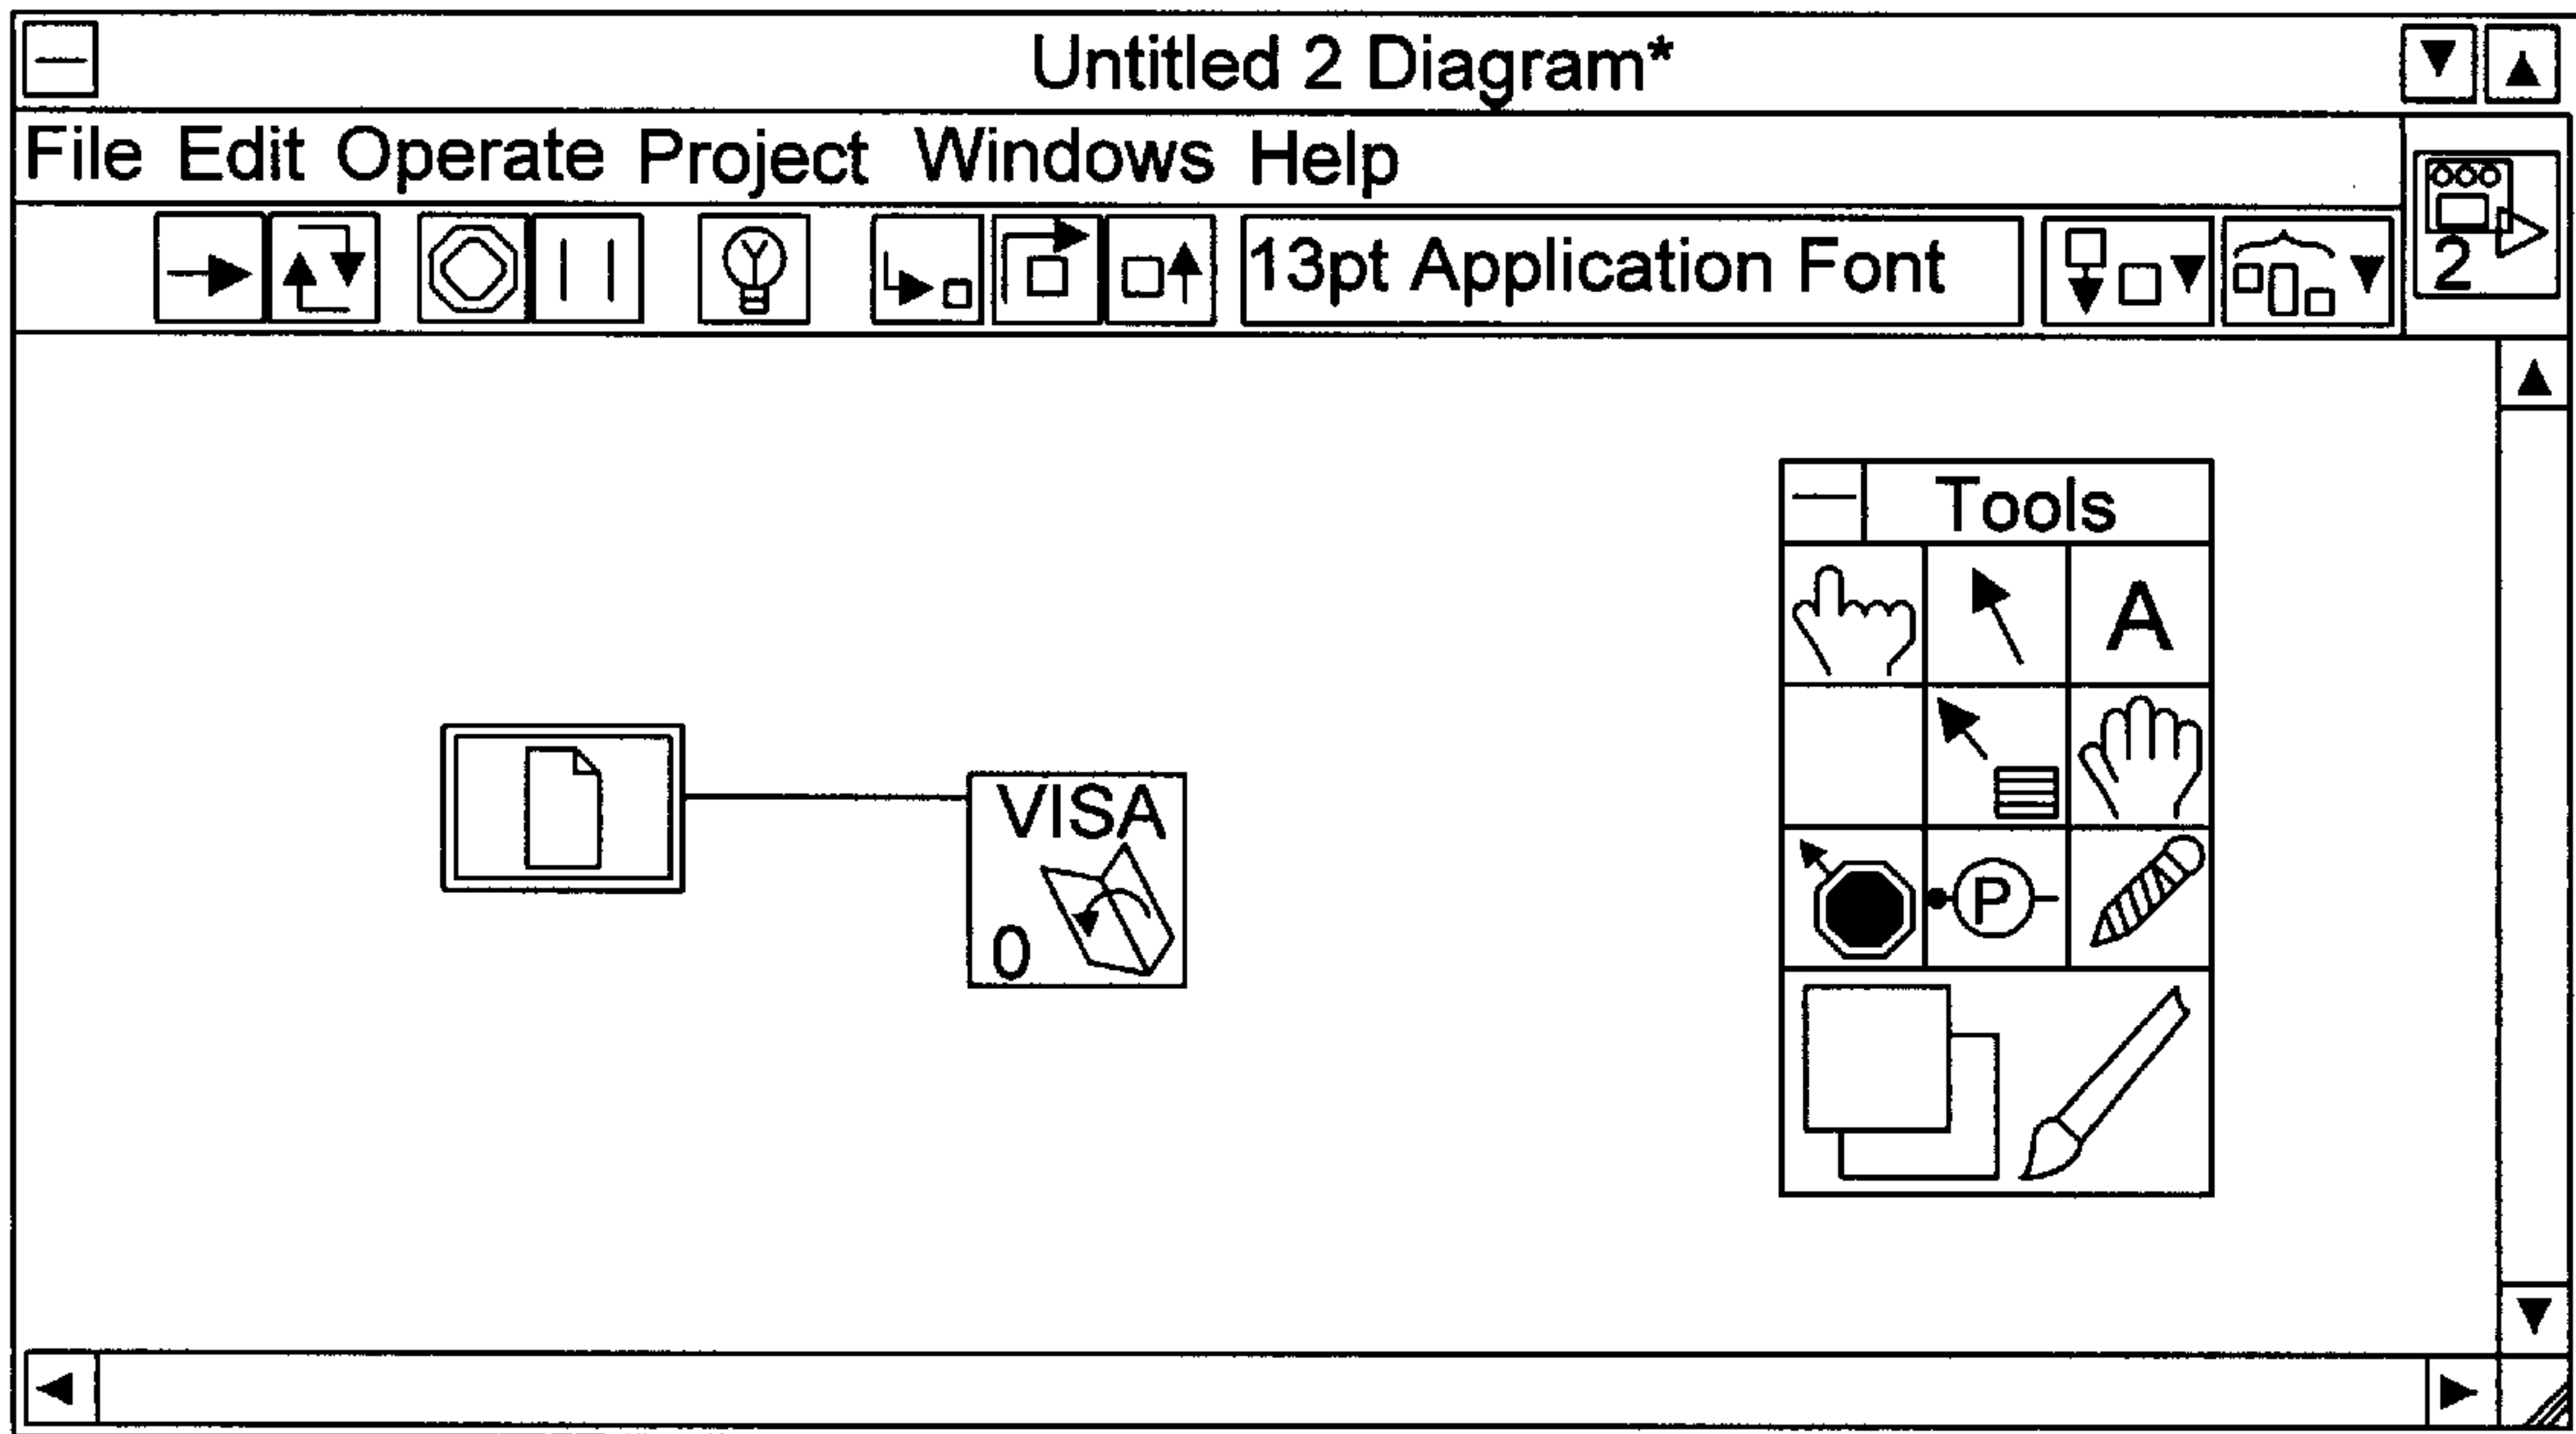 Untitled 2 Diagram*
File Edit Operate Project Windows Help
13pt Application Font
2
Tools
A
VISA
0
P